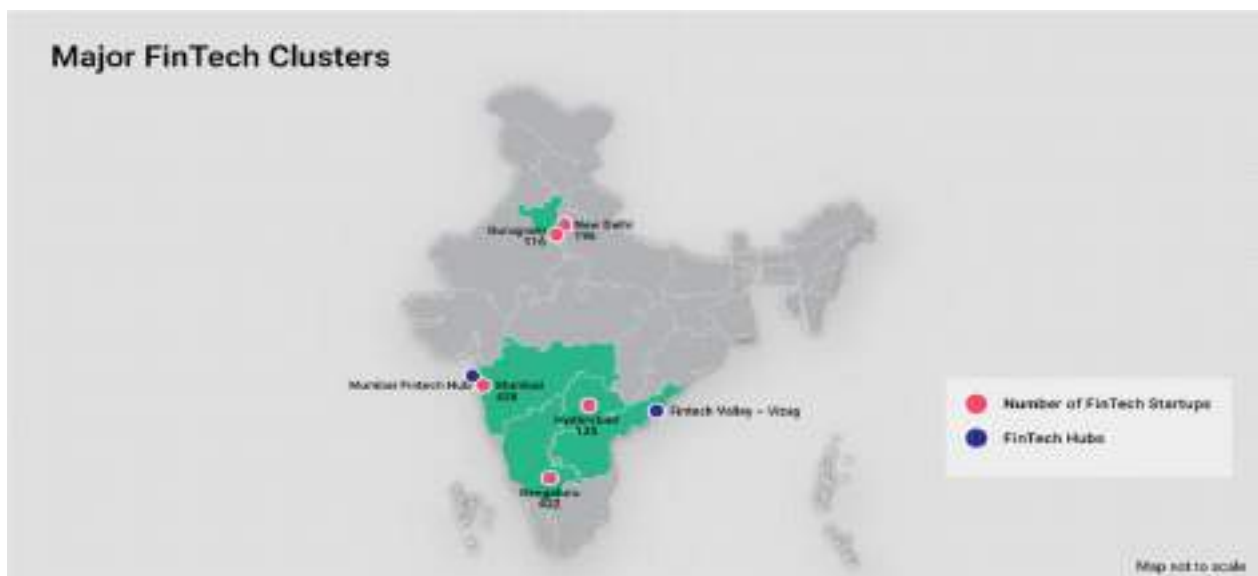 Major FinTech Clusters
New Delhi
Gurugram
Mumbai Fintech Hub
Mumbai
Hyderabad
Fintech Valley - Vizag
Bengaluru
Number of FinTech Startups
FinTech Hubs
Map not to scale